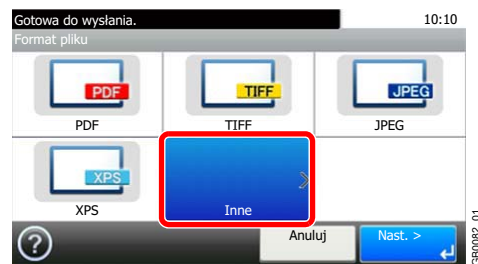 Gotowa do wysłania. 10:10
Format pliku
PDF TIFF JPEG
PDF TIFF JPEG
XPS
XPS Inne
? Anuluj Nast. >
GB0082_01